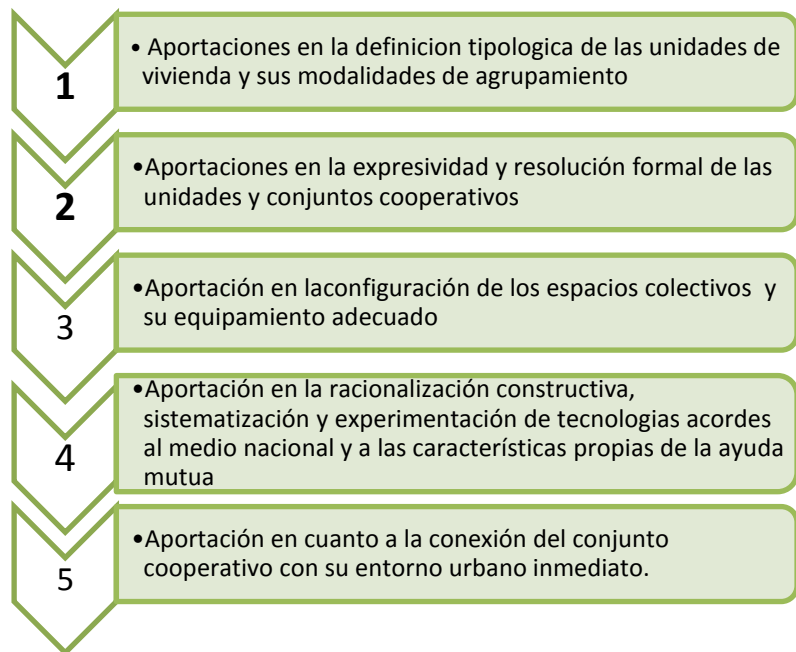 1
• Aportaciones en la definicion tipologica de las unidades de
vivienda y sus modalidades de agrupamiento
2
•Aportaciones en la expresividad y resolución formal de las
unidades y conjuntos cooperativos
3
•Aportación en laconfiguración de los espacios colectivos y
su equipamiento adecuado
4
•Aportación en la racionalización constructiva,
sistematización y experimentación de tecnologias acordes
al medio nacional y a las características propias de la ayuda
mutua
5
•Aportación en cuanto a la conexión del conjunto
cooperativo con su entorno urbano inmediato.